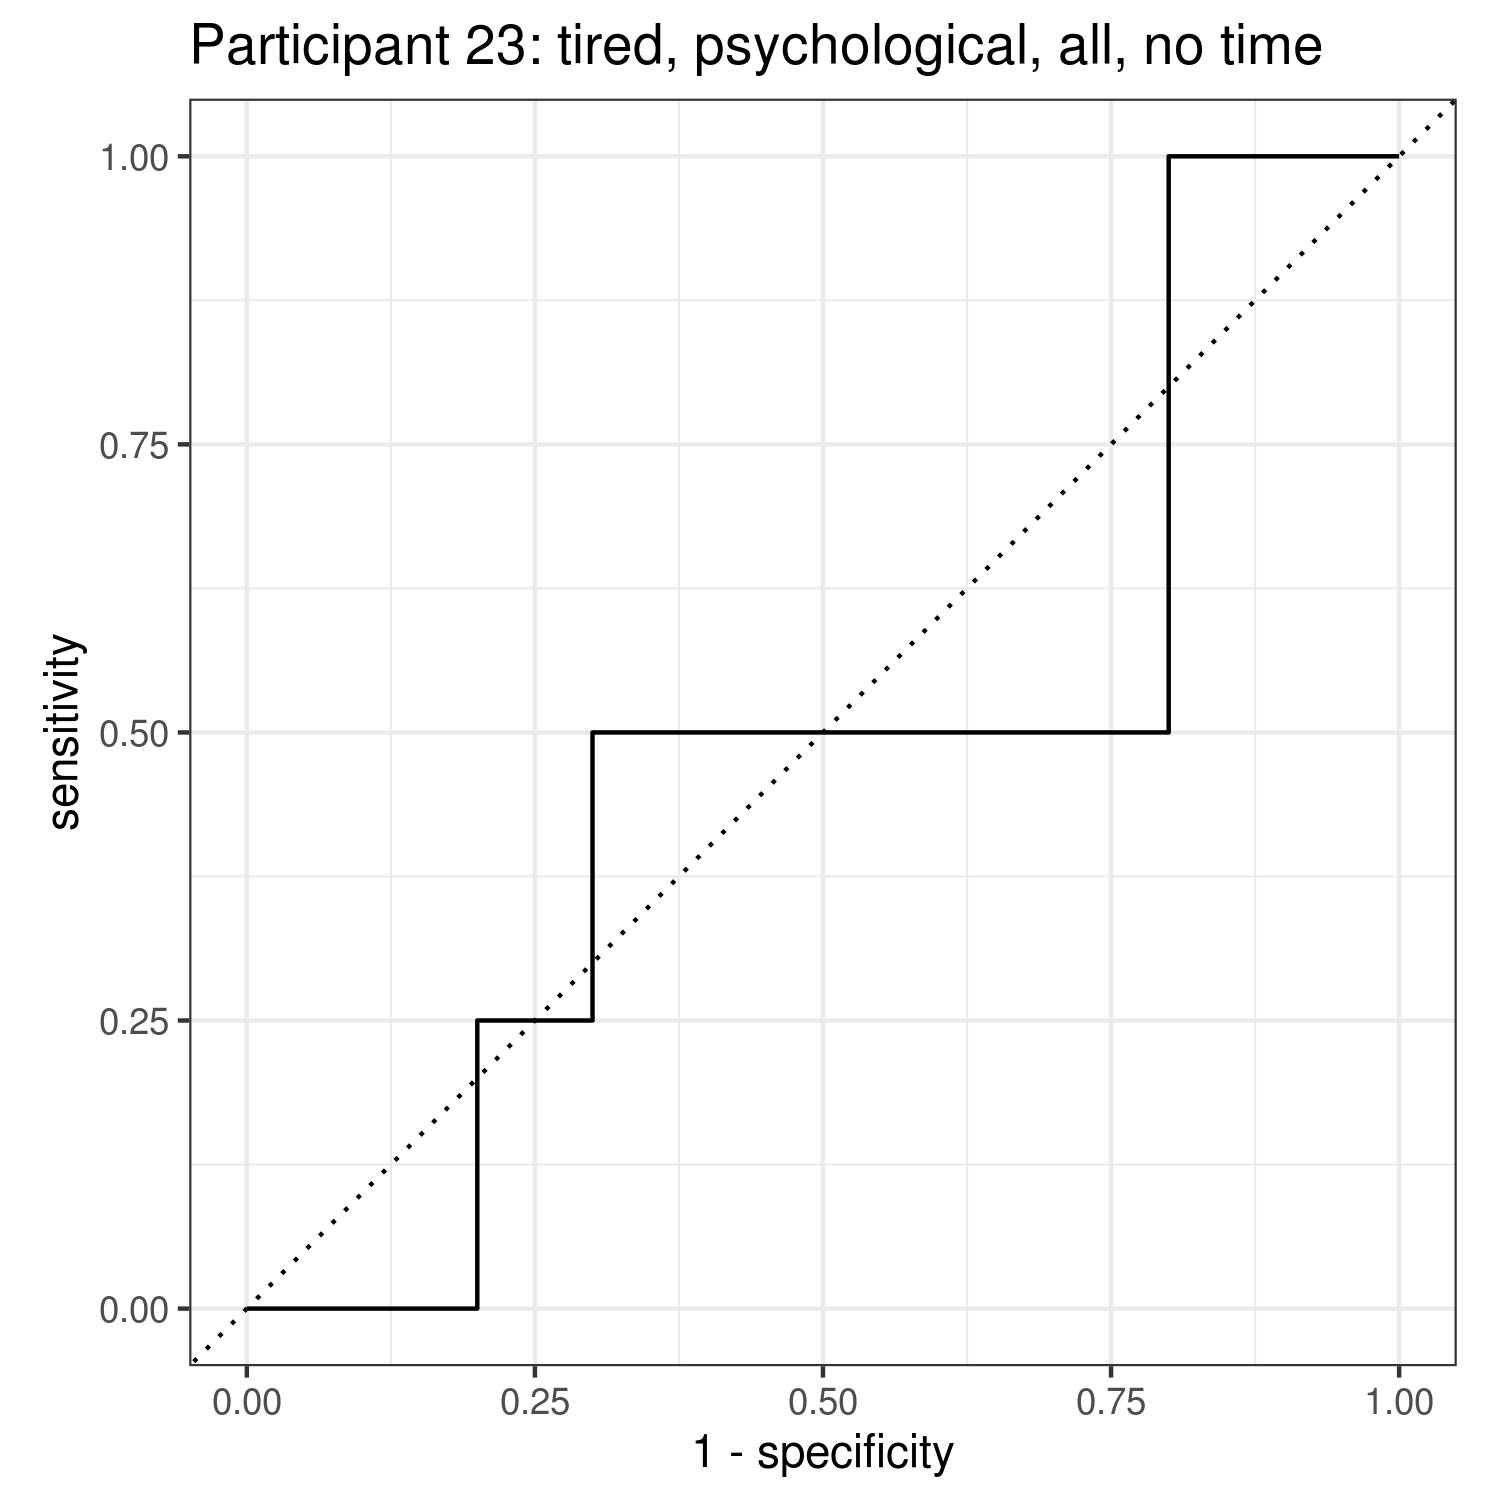 Participant 23: tired, psychological, all, no time
1.00
0.75
0.50
0.25
0.00
sensitivity
0.00 0.25 0.50 0.75 1.00
1 - specificity